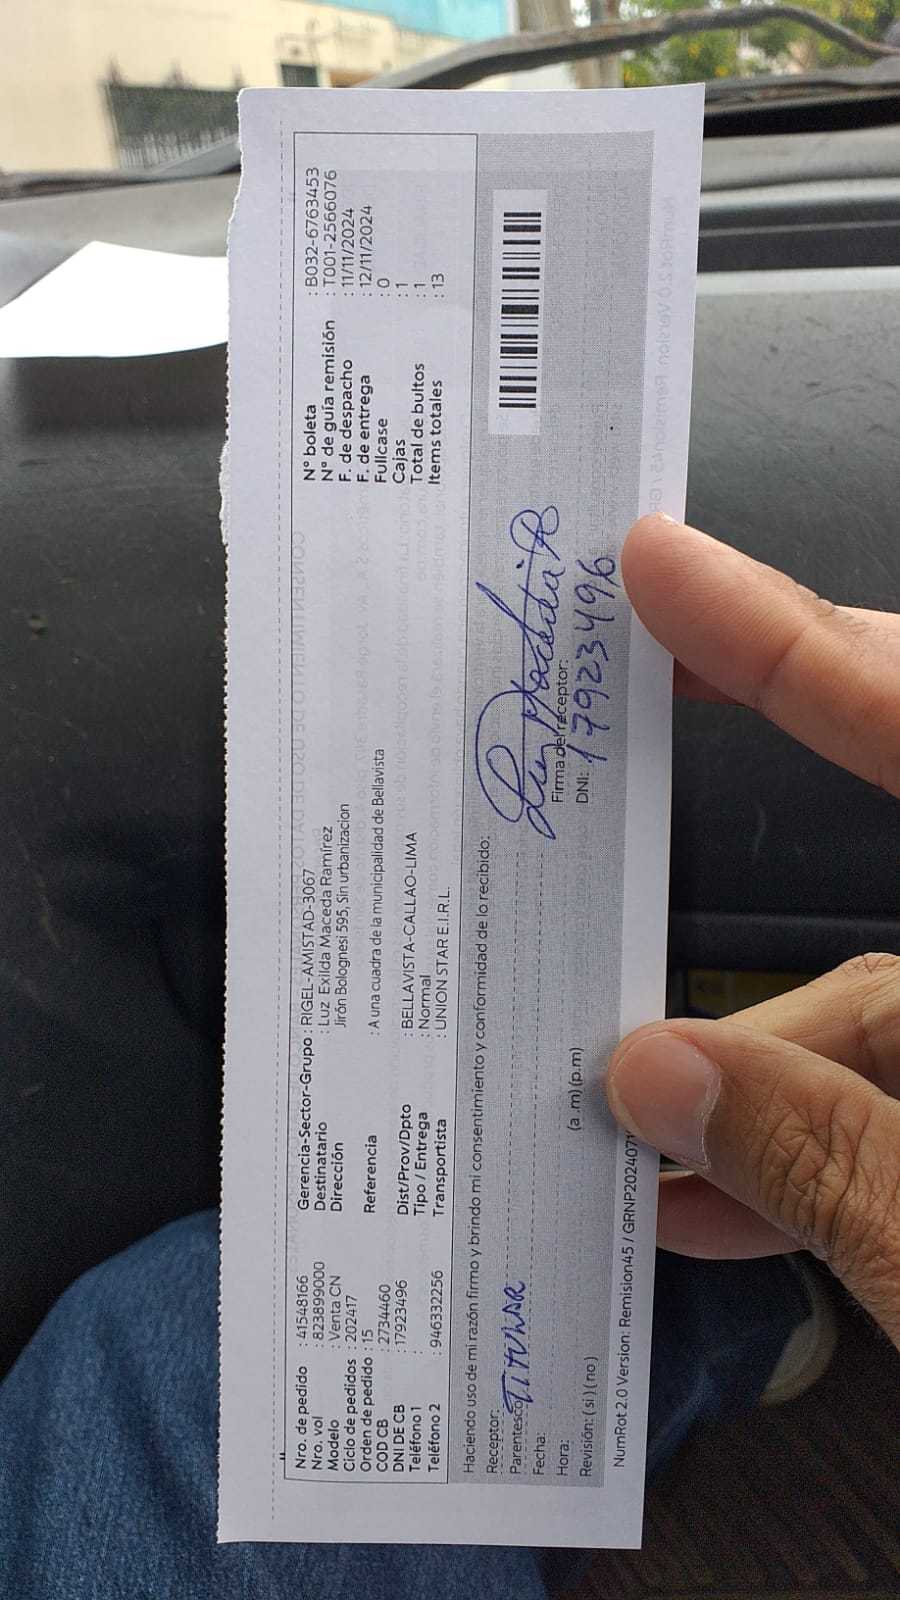 Nro. de pedido : 41548166
Nro. vol : 823899000
Modelo : Venta CN
Ciclo de pedidos : 202417
Orden de pedido : 15
COD CB : 2734460
DNI DE CB : 17923496
Teléfono 1 :
Teléfono 2 : 946332256
Gerencia-Sector-Grupo : RIGEL-AMISTAD-3067
Destinatario : Luz Exilda Maceda Ramírez
Dirección Jirón Bolognesi 595, Sin urbanizacion
Referencia : A una cuadra de la municipalidad de Bellavista
Dist/Prov/Dpto : BELLAVISTA-CALLAO-LIMA
Tipo / Entrega : Normal
Transportista : UNION STAR E.I.R.L.
N° boleta : B032-6763453
N° de guía remisión : T001-2566076
F. de despacho : 11/11/2024
F. de entrega : 12/11/2024
Fullcase : 0
Cajas : 1
Total de bultos : 1
Items totales : 13
Haciendo uso de mi razón firmo y brindo mi consentimiento y conformidad de lo recibido:
Receptor:
Parentesco: TITULAR
Fecha:
Hora: (a .m) (p.m)
Revisión: ( si ) ( no )
Firma del receptor:
DNI: 17923496
NumRot 2.0 Version: Remision45 / GRNP2024071